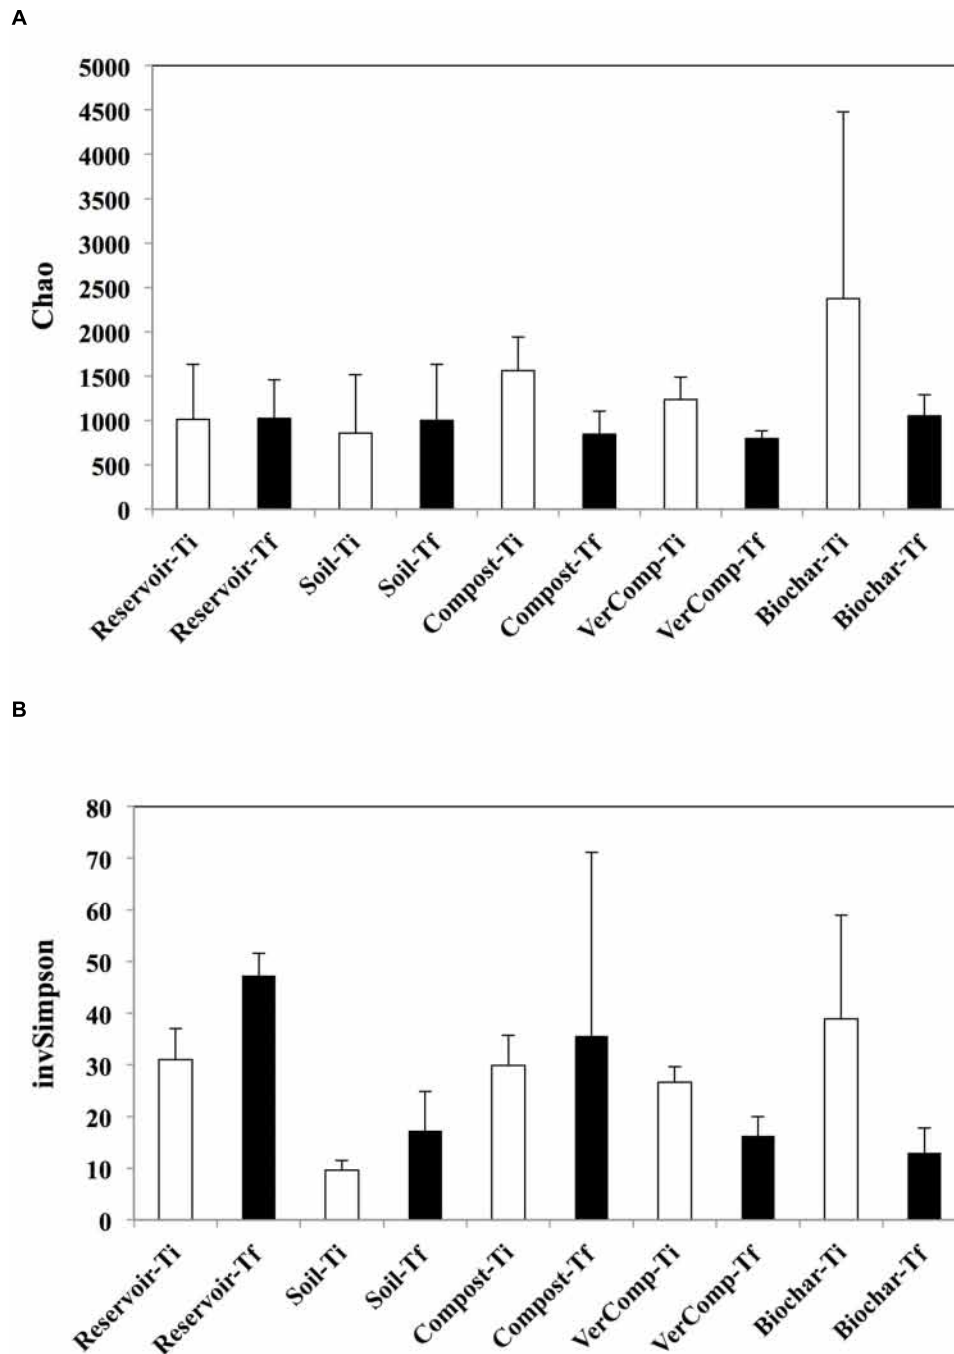 A
5000
4500
4000
3500
3000
2500
2000
1500
1000
500
0
Chao
Reservoir-Ti
Reservoir-Tf
Soil-Ti
Soil-Tf
Compost-Ti
Compost-Tf
VerComp-Ti
VerComp-Tf
Biochar-Ti
Biochar-Tf
B
80
70
60
50
40
30
20
10
0
invSimpson
Reservoir-Ti
Reservoir-Tf
Soil-Ti
Soil-Tf
Compost-Ti
Compost-Tf
VerComp-Ti
VerComp-Tf
Biochar-Ti
Biochar-Tf